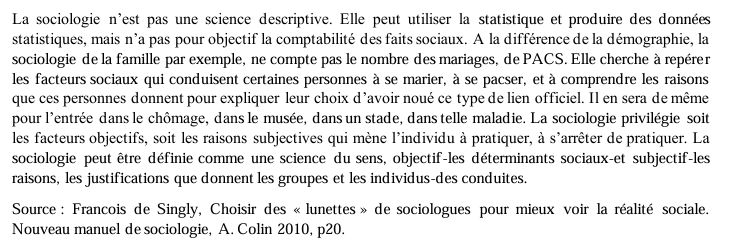 La sociologie n’est pas une science descriptive. Elle peut utiliser la statistique et produire des données
statistiques, mais n’a pas pour objectif la comptabilité des faits sociaux. A la différence de la démographie, la
sociologie de la famille par exemple, ne compte pas le nombre des mariages, de PACS. Elle cherche à repérer
les facteurs sociaux qui conduisent certaines personnes à se marier, à se pacser, et à comprendre les raisons
que ces personnes donnent pour expliquer leur choix d’avoir noué ce type de lien officiel. Il en sera de même
pour l’entrée dans le chômage, dans le musée, dans un stade, dans telle maladie. La sociologie privilégie soit
les facteurs objectifs, soit les raisons subjectives qui mène l’individu à pratiquer, à s’arrêter de pratiquer. La
sociologie peut être définie comme une science du sens, objectif-les déterminants sociaux-et subjectif-les
raisons, les justifications que donnent les groupes et les individus-des conduites.
Source : Francois de Singly, Choisir des « lunettes » de sociologues pour mieux voir la réalité sociale.
Nouveau manuel de sociologie, A. Colin 2010, p20.